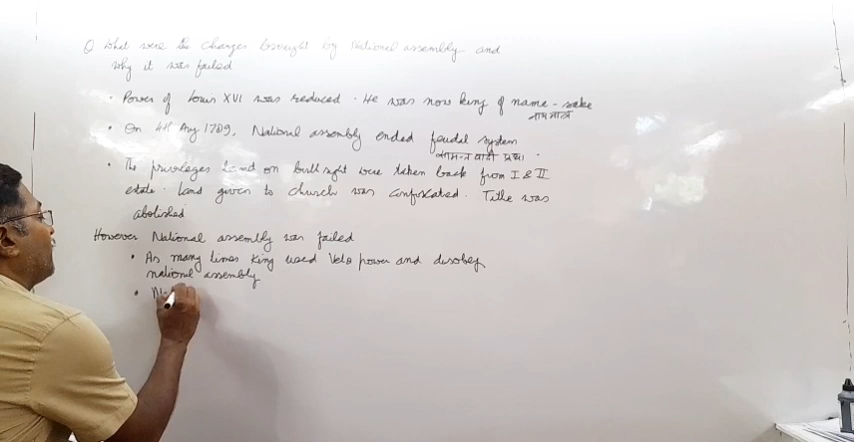 Q What were the changes brought by National assembly and
why it was failed
• Power of Louis XVI was reduced. He was now king of name-sake
नाममात्र
• On 4th Aug 1789, National assembly ended feudal system
सामन्तवादी प्रथा.
• The privileges based on birth right were taken back from I & II
estate. Land given to church was confiscated. Tithe was
abolished
However National assembly was failed
• As many times King used Veto power and disobey
national assembly
•